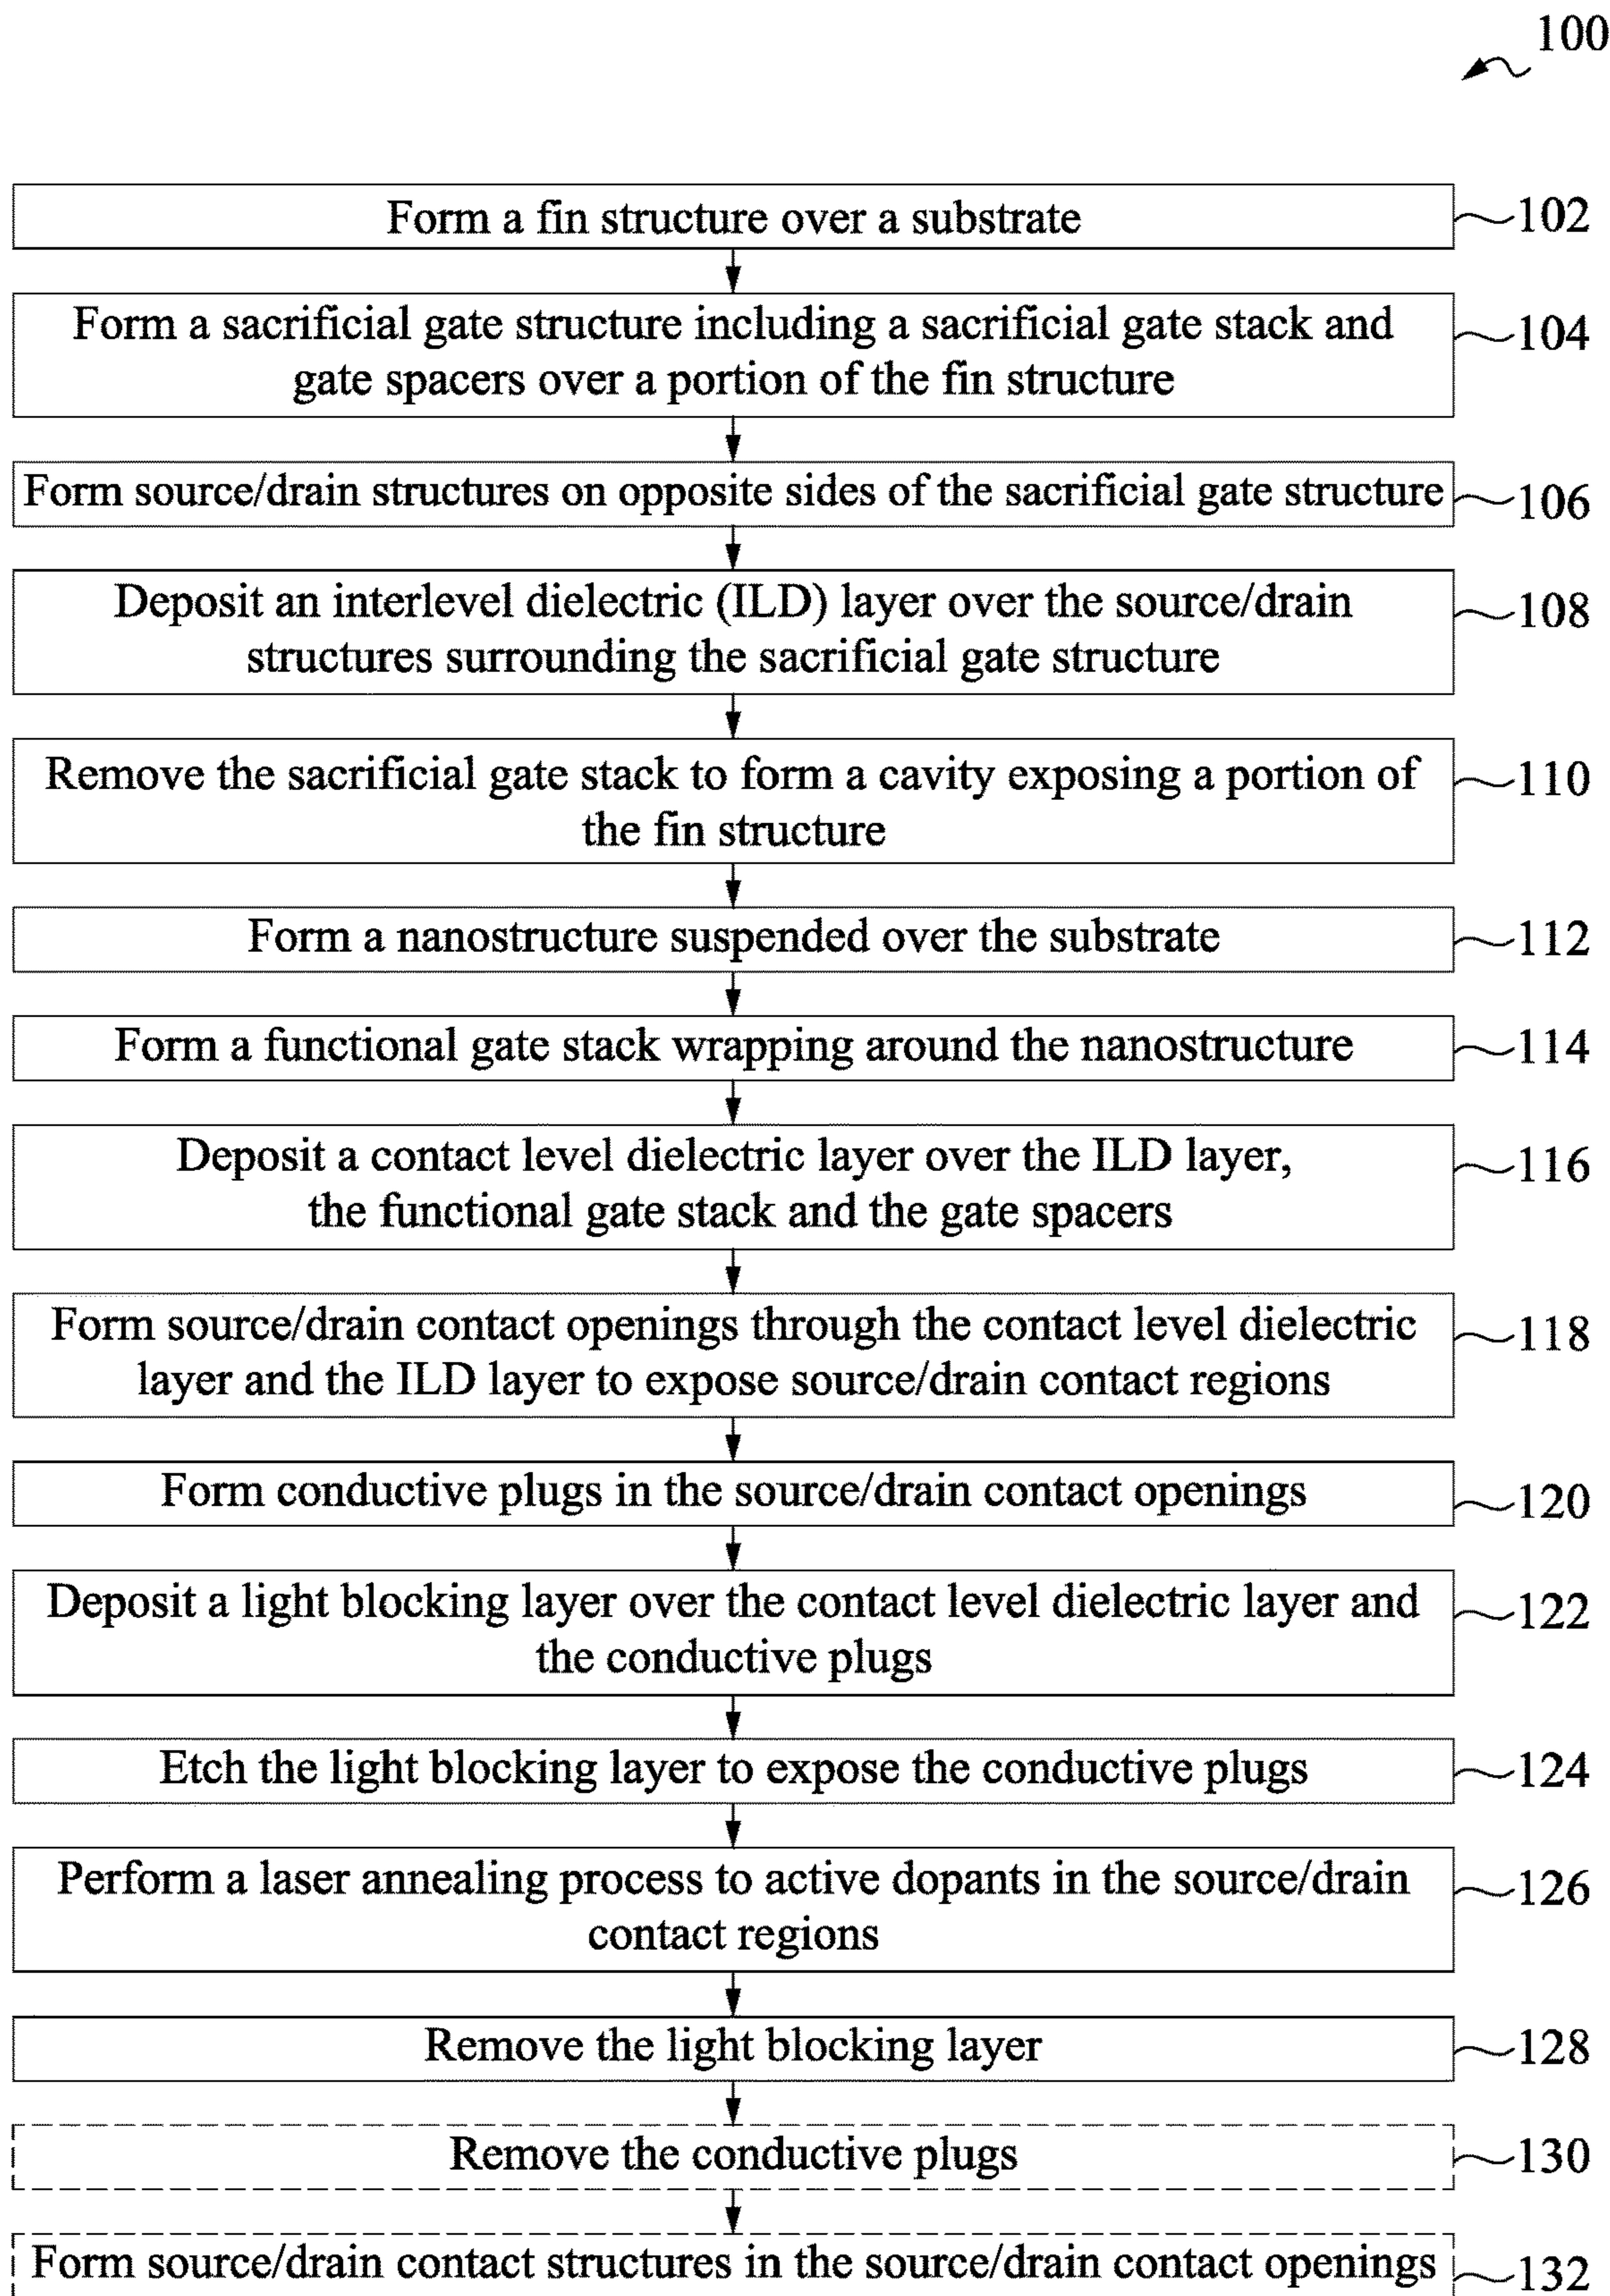 100
Form a fin structure over a substrate
102
Form a sacrificial gate structure including a sacrificial gate stack and
gate spacers over a portion of the fin structure
104
Form source/drain structures on opposite sides of the sacrificial gate structure
106
Deposit an interlevel dielectric (ILD) layer over the source/drain
structures surrounding the sacrificial gate structure
108
Remove the sacrificial gate stack to form a cavity exposing a portion of
the fin structure
110
Form a nanostructure suspended over the substrate
112
Form a functional gate stack wrapping around the nanostructure
114
Deposit a contact level dielectric layer over the ILD layer,
the functional gate stack and the gate spacers
116
Form source/drain contact openings through the contact level dielectric
layer and the ILD layer to expose source/drain contact regions
118
Form conductive plugs in the source/drain contact openings
120
Deposit a light blocking layer over the contact level dielectric layer and
the conductive plugs
122
Etch the light blocking layer to expose the conductive plugs
124
Perform a laser annealing process to active dopants in the source/drain
contact regions
126
Remove the light blocking layer
128
Remove the conductive plugs
130
Form source/drain contact structures in the source/drain contact openings
132